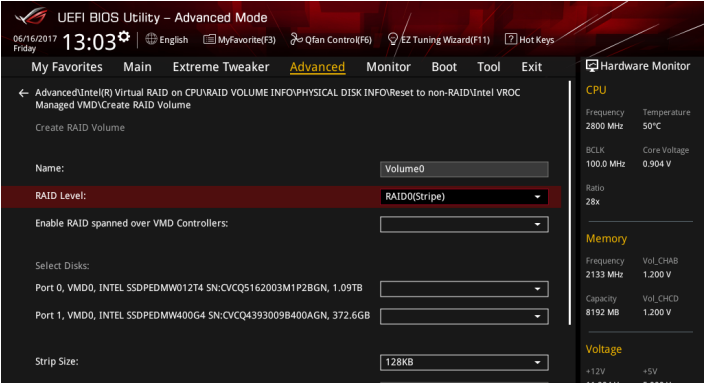 UEFI BIOS Utility – Advanced Mode
06/16/2017 Friday 13:03 English MyFavorite(F3) Qfan Control(F6) EZ Tuning Wizard(F11) ? Hot Keys
My Favorites Main Extreme Tweaker Advanced Monitor Boot Tool Exit
← Advanced\Intel(R) Virtual RAID on CPU\RAID VOLUME INFO\PHYSICAL DISK INFO\Reset to non-RAID\Intel VROC
Managed VMD\Create RAID Volume
Create RAID Volume
Name: Volume0
RAID Level: RAID0(Stripe)
Enable RAID spanned over VMD Controllers:
Select Disks:
Port 0, VMD0, INTEL SSDPEDMW012T4 SN:CVCQ5162003M1P2BGN, 1.09TB
Port 1, VMD0, INTEL SSDPEDMW400G4 SN:CVCQ4393009B400AGN, 372.6GB
Strip Size: 128KB
Hardware Monitor
CPU
Frequency Temperature
2800 MHz 50°C
BCLK Core Voltage
100.0 MHz 0.904 V
Ratio
28x
Memory
Frequency Vol_CHAB
2133 MHz 1.200 V
Capacity Vol_CHCD
8192 MB 1.200 V
Voltage
+12V +5V